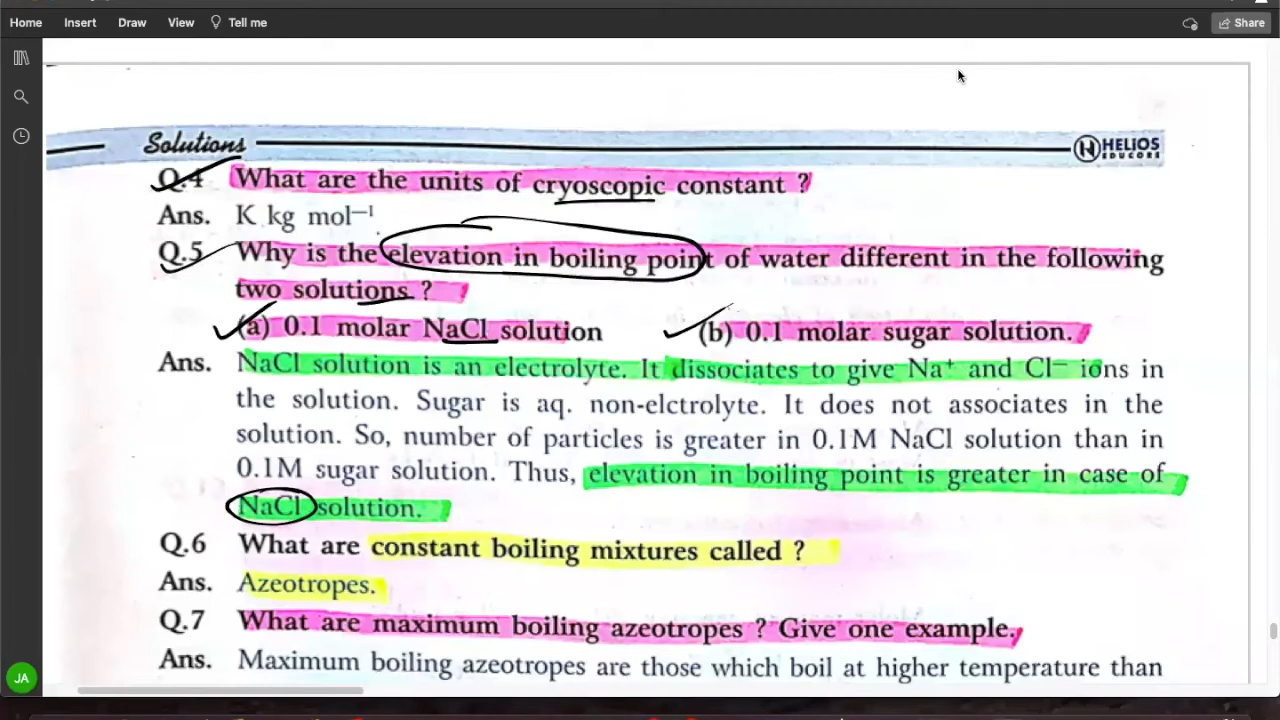 Home Insert Draw View Tell me Share
Solutions HELIOS EDUCORE
Q.4 What are the units of cryoscopic constant ?
Ans. K kg mol⁻¹
Q.5 Why is the elevation in boiling point of water different in the following
two solutions ?
(a) 0.1 molar NaCl solution (b) 0.1 molar sugar solution.
Ans. NaCl solution is an electrolyte. It dissociates to give Na⁺ and Cl⁻ ions in
the solution. Sugar is aq. non-elctrolyte. It does not associates in the
solution. So, number of particles is greater in 0.1M NaCl solution than in
0.1M sugar solution. Thus, elevation in boiling point is greater in case of
NaCl solution.
Q.6 What are constant boiling mixtures called ?
Ans. Azeotropes.
Q.7 What are maximum boiling azeotropes ? Give one example.
Ans. Maximum boiling azeotropes are those which boil at higher temperature than
JA